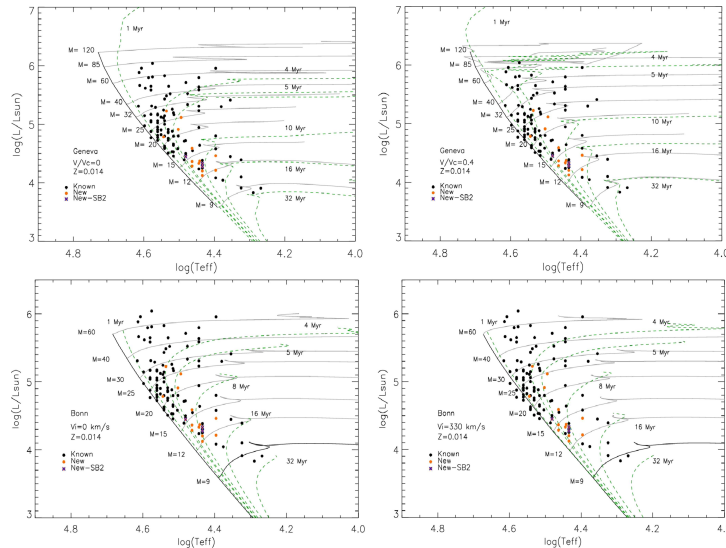 7
6
5
4
3
log(L/Lsun)
1 Myr
M= 120
M= 85
M= 60
M= 40
M= 32
M= 25
M= 20
M= 15
M= 12
M= 9
4 Myr
5 Myr
10 Myr
16 Myr
32 Myr
Geneva
V/Vc=0
Z=0.014
Known
New
New-SB2
4.8 4.6 4.4 4.2 4.0
log(Teff)
7
6
5
4
3
log(L/Lsun)
1 Myr
M= 120
M= 85
M= 60
M= 40
M= 32
M= 25
M= 20
M= 15
M= 12
M= 9
4 Myr
5 Myr
10 Myr
16 Myr
32 Myr
Geneva
V/Vc=0.4
Z=0.014
Known
New
New-SB2
4.8 4.6 4.4 4.2 4.0
log(Teff)
6
5
4
3
log(L/Lsun)
1 Myr
M=60
M=40
M=30
M=25
M=20
M=15
M=12
M=9
4 Myr
5 Myr
8 Myr
16 Myr
32 Myr
Bonn
Vi=0 km/s
Z=0.014
Known
New
New-SB2
4.8 4.6 4.4 4.2 4.0
log(Teff)
6
5
4
3
log(L/Lsun)
1 Myr
M=60
M=40
M=30
M=25
M=20
M=15
M=12
M=9
4 Myr
5 Myr
8 Myr
16 Myr
32 Myr
Bonn
Vi=330 km/s
Z=0.014
Known
New
New-SB2
4.8 4.6 4.4 4.2 4.0
log(Teff)